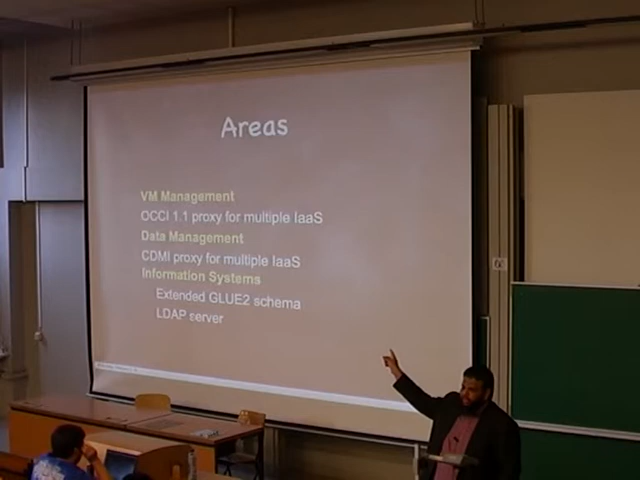 Areas
VM Management
OCCI 1.1 proxy for multiple IaaS
Data Management
CDMI proxy for multiple IaaS
Information Systems
Extended GLUE2 schema
LDAP server